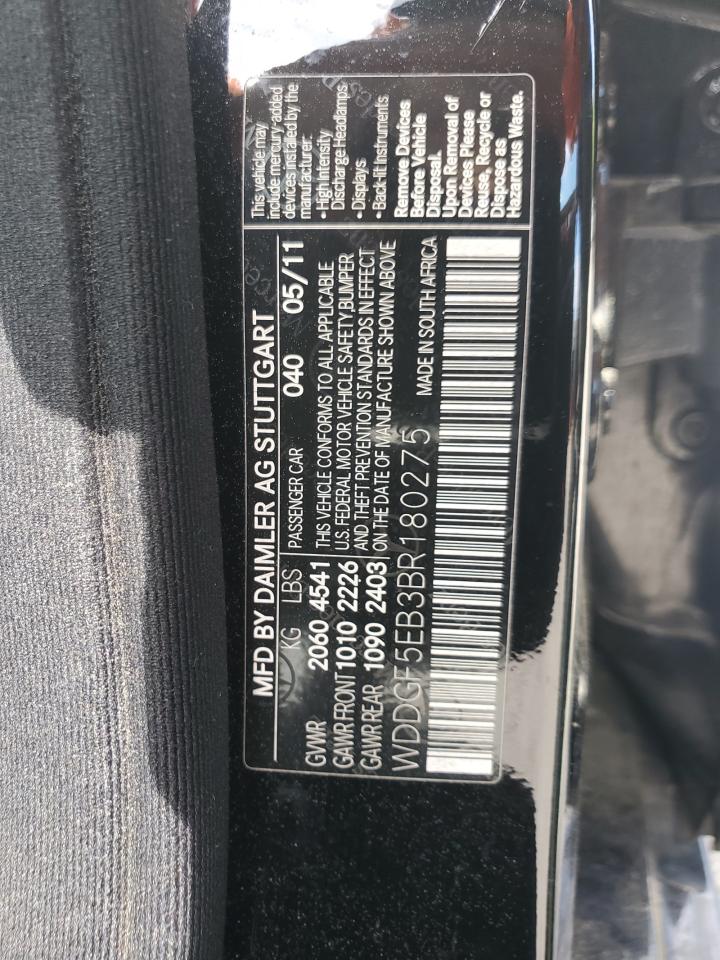 MFD BY DAIMLER AG STUTTGART
KG LBS PASSENGER CAR 040 05/11
GVWR 2060 4541
GAWR FRONT 1010 2226
GAWR REAR 1090 2403
THIS VEHICLE CONFORMS TO ALL APPLICABLE
U.S. FEDERAL MOTOR VEHICLE SAFETY, BUMPER
AND THEFT PREVENTION STANDARDS IN EFFECT
ON THE DATE OF MANUFACTURE SHOWN ABOVE
WDDGF5EB3BR180275 MADE IN SOUTH AFRICA
This vehicle may
include mercury-added
devices installed by the
manufacturer:
• High Intensity
Discharge Headlamps
• Displays
• Back-lit Instruments
Remove Devices
Before Vehicle
Disposal.
Upon Removal of
Devices Please
Reuse, Recycle or
Dispose as
Hazardous Waste.